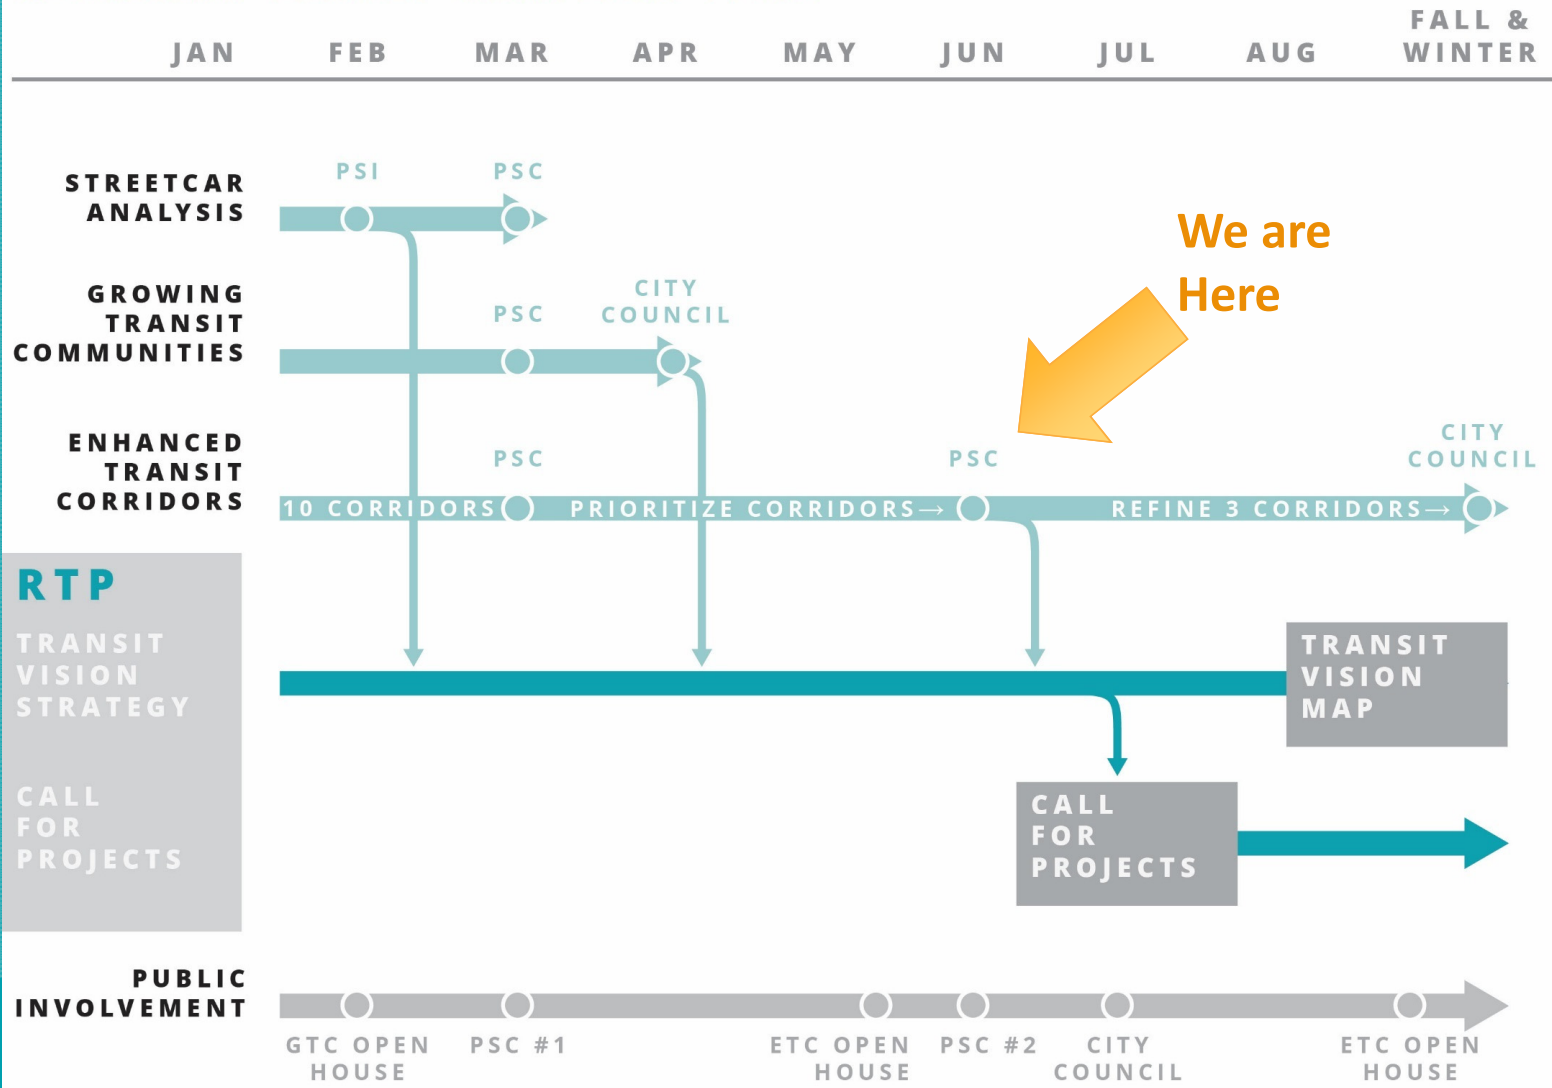 JAN FEB MAR APR MAY JUN JUL AUG FALL &
WINTER
STREETCAR
ANALYSIS
PSI PSC
GROWING
TRANSIT
COMMUNITIES
PSC CITY
COUNCIL
We are
Here
ENHANCED
TRANSIT
CORRIDORS
PSC PSC CITY
COUNCIL
10 CORRIDORS PRIORITIZE CORRIDORS→ REFINE 3 CORRIDORS→
RTP
TRANSIT
VISION
STRATEGY
TRANSIT
VISION
MAP
CALL
FOR
PROJECTS
CALL
FOR
PROJECTS
PUBLIC
INVOLVEMENT
GTC OPEN
HOUSE
PSC #1
ETC OPEN
HOUSE
PSC #2
CITY
COUNCIL
ETC OPEN
HOUSE